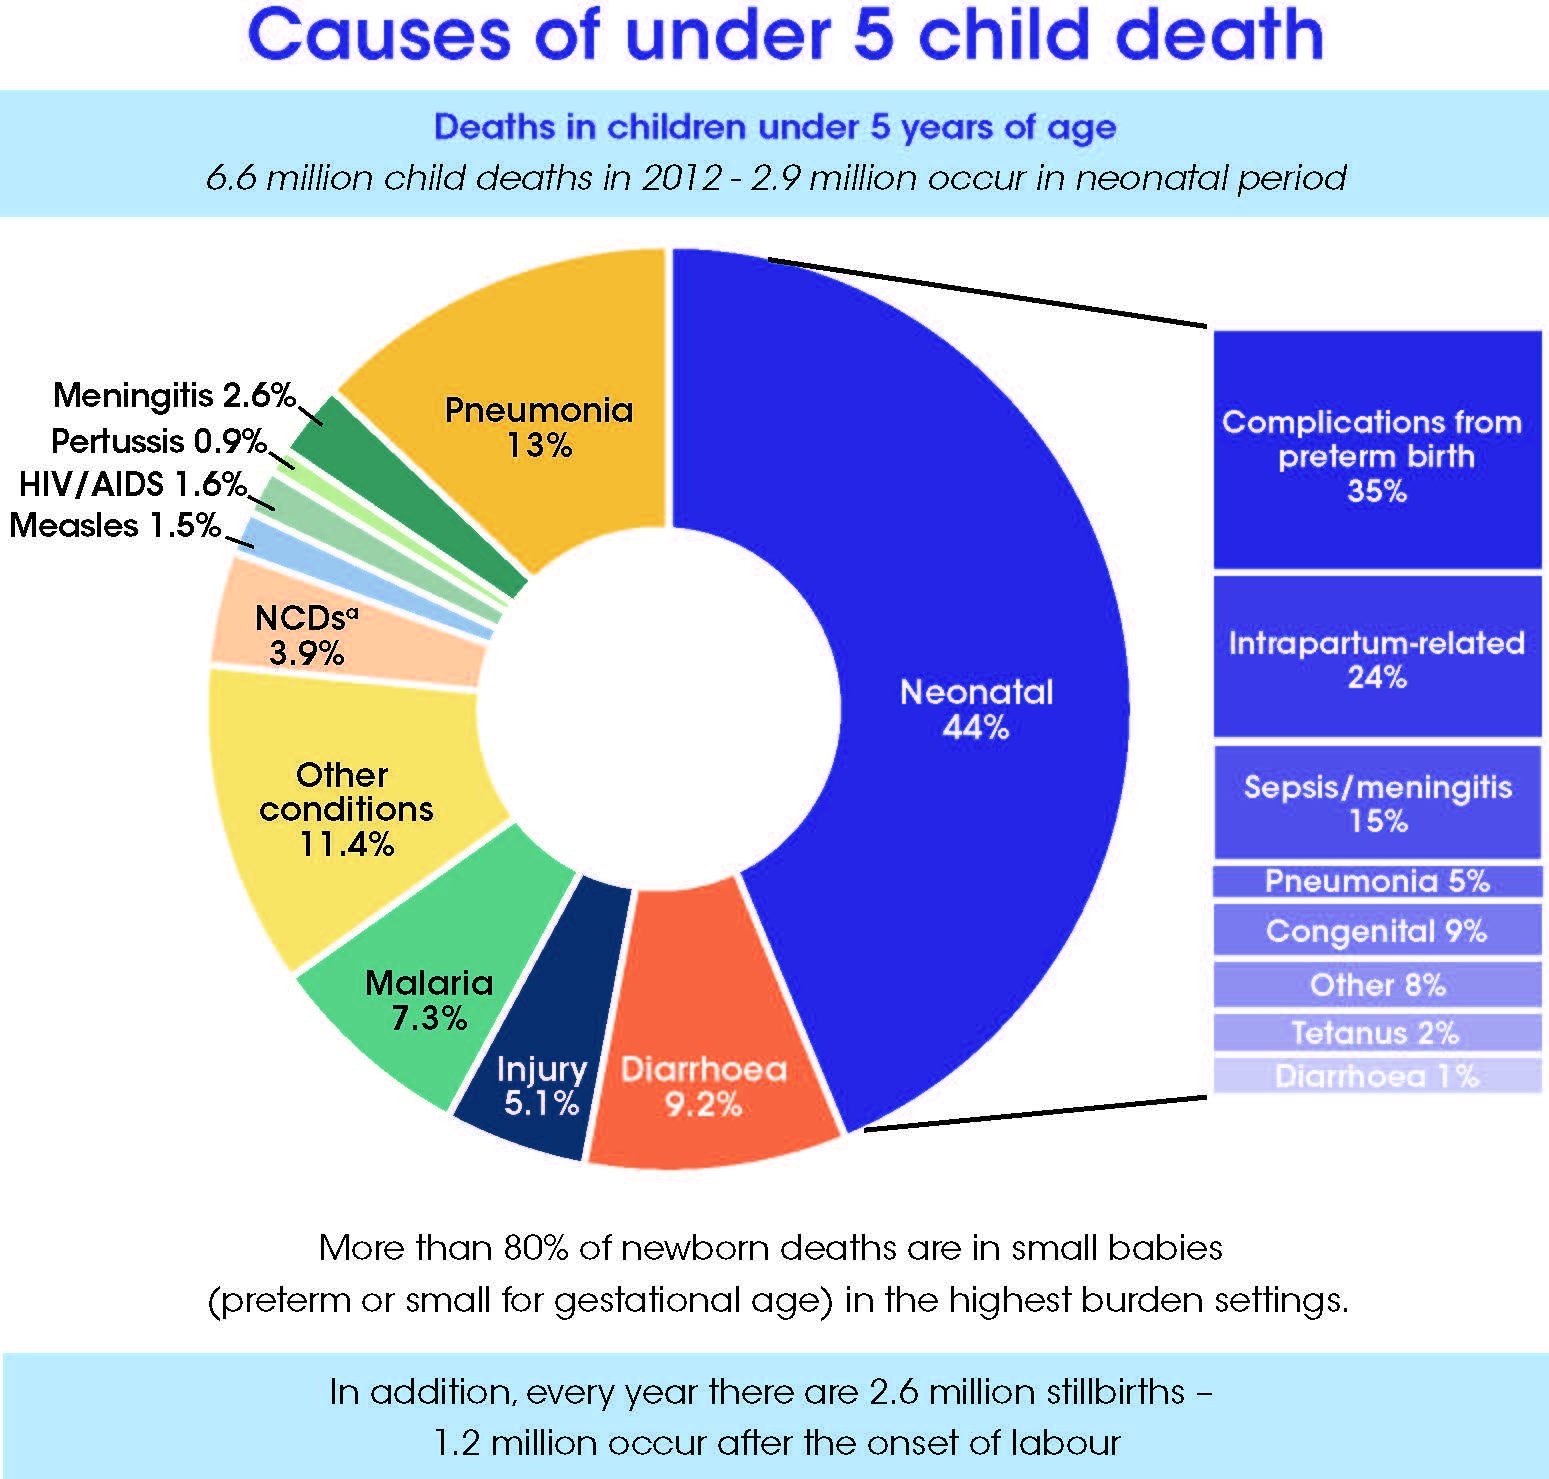 Causes of under 5 child death
Deaths in children under 5 years of age
6.6 million child deaths in 2012 - 2.9 million occur in neonatal period
Meningitis 2.6%
Pertussis 0.9%
HIV/AIDS 1.6%
Measles 1.5%
Pneumonia
13%
NCDsᵃ
3.9%
Other
conditions
11.4%
Malaria
7.3%
Injury
5.1%
Diarrhoea
9.2%
Neonatal
44%
Complications from
preterm birth
35%
Intrapartum-related
24%
Sepsis/meningitis
15%
Pneumonia 5%
Congenital 9%
Other 8%
Tetanus 2%
Diarrhoea 1%
More than 80% of newborn deaths are in small babies
(preterm or small for gestational age) in the highest burden settings.
In addition, every year there are 2.6 million stillbirths –
1.2 million occur after the onset of labour